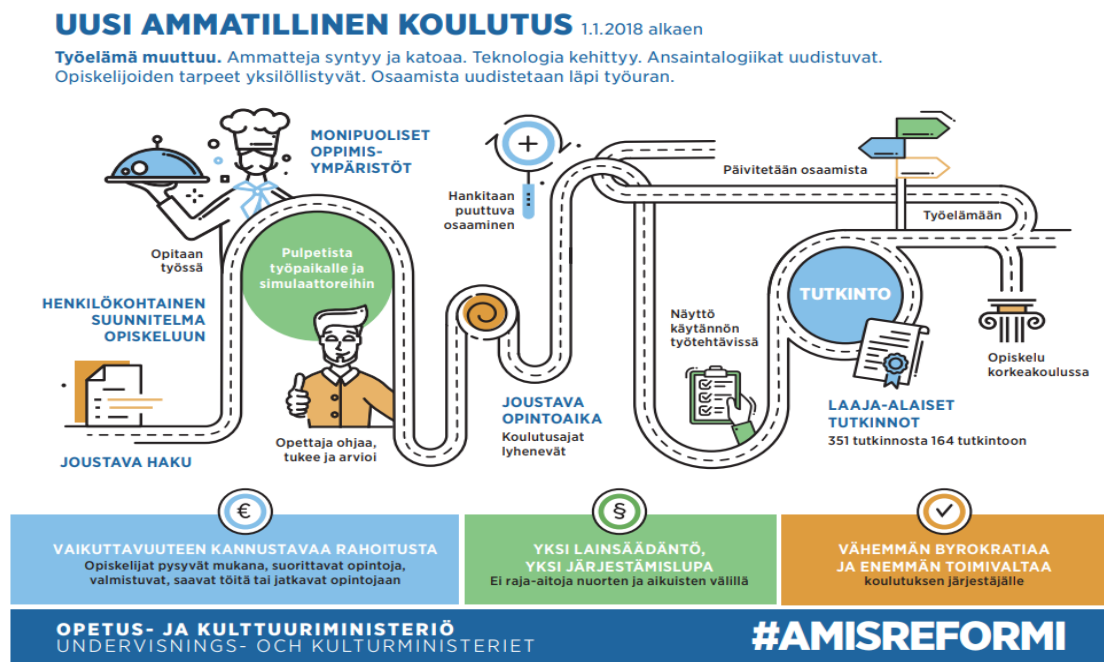 UUSI AMMATILLINEN KOULUTUS 1.1.2018 alkaen
Työelämä muuttuu. Ammatteja syntyy ja katoaa. Teknologia kehittyy. Ansaintalogiikat uudistuvat.
Opiskelijoiden tarpeet yksilöllistyvät. Osaamista uudistetaan läpi työuran.
MONIPUOLISET
OPPIMIS-
YMPÄRISTÖT
Opitaan
työssä
Pulpetista
työpaikalle ja
simulaattoreihin
HENKILÖKOHTAINEN
SUUNNITELMA
OPISKELUUN
JOUSTAVA HAKU
Opettaja ohjaa,
tukee ja arvioi
Hankitaan
puuttuva
osaaminen
JOUSTAVA
OPINTOAIKA
Koulutusajat
lyhenevät
Näyttö
käytännön
työtehtävissä
Päivitetään osaamista
Työelämään
TUTKINTO
Opiskelu
korkeakoulussa
LAAJA-ALAISET
TUTKINNOT
351 tutkinnosta 164 tutkintoon
€
VAIKUTTAVUUTEEN KANNUSTAVAA RAHOITUSTA
Opiskelijat pysyvät mukana, suorittavat opintoja,
valmistuvat, saavat töitä tai jatkavat opintojaan
§
YKSI LAINSÄÄDÄNTÖ,
YKSI JÄRJESTÄMISLUPA
Ei raja-aitoja nuorten ja aikuisten välillä
VÄHEMMÄN BYROKRATIAA
JA ENEMMÄN TOIMIVALTAA
koulutuksen järjestäjälle
OPETUS- JA KULTTUURIMINISTERIÖ
UNDERVISNINGS- OCH KULTURMINISTERIET
#AMISREFORMI